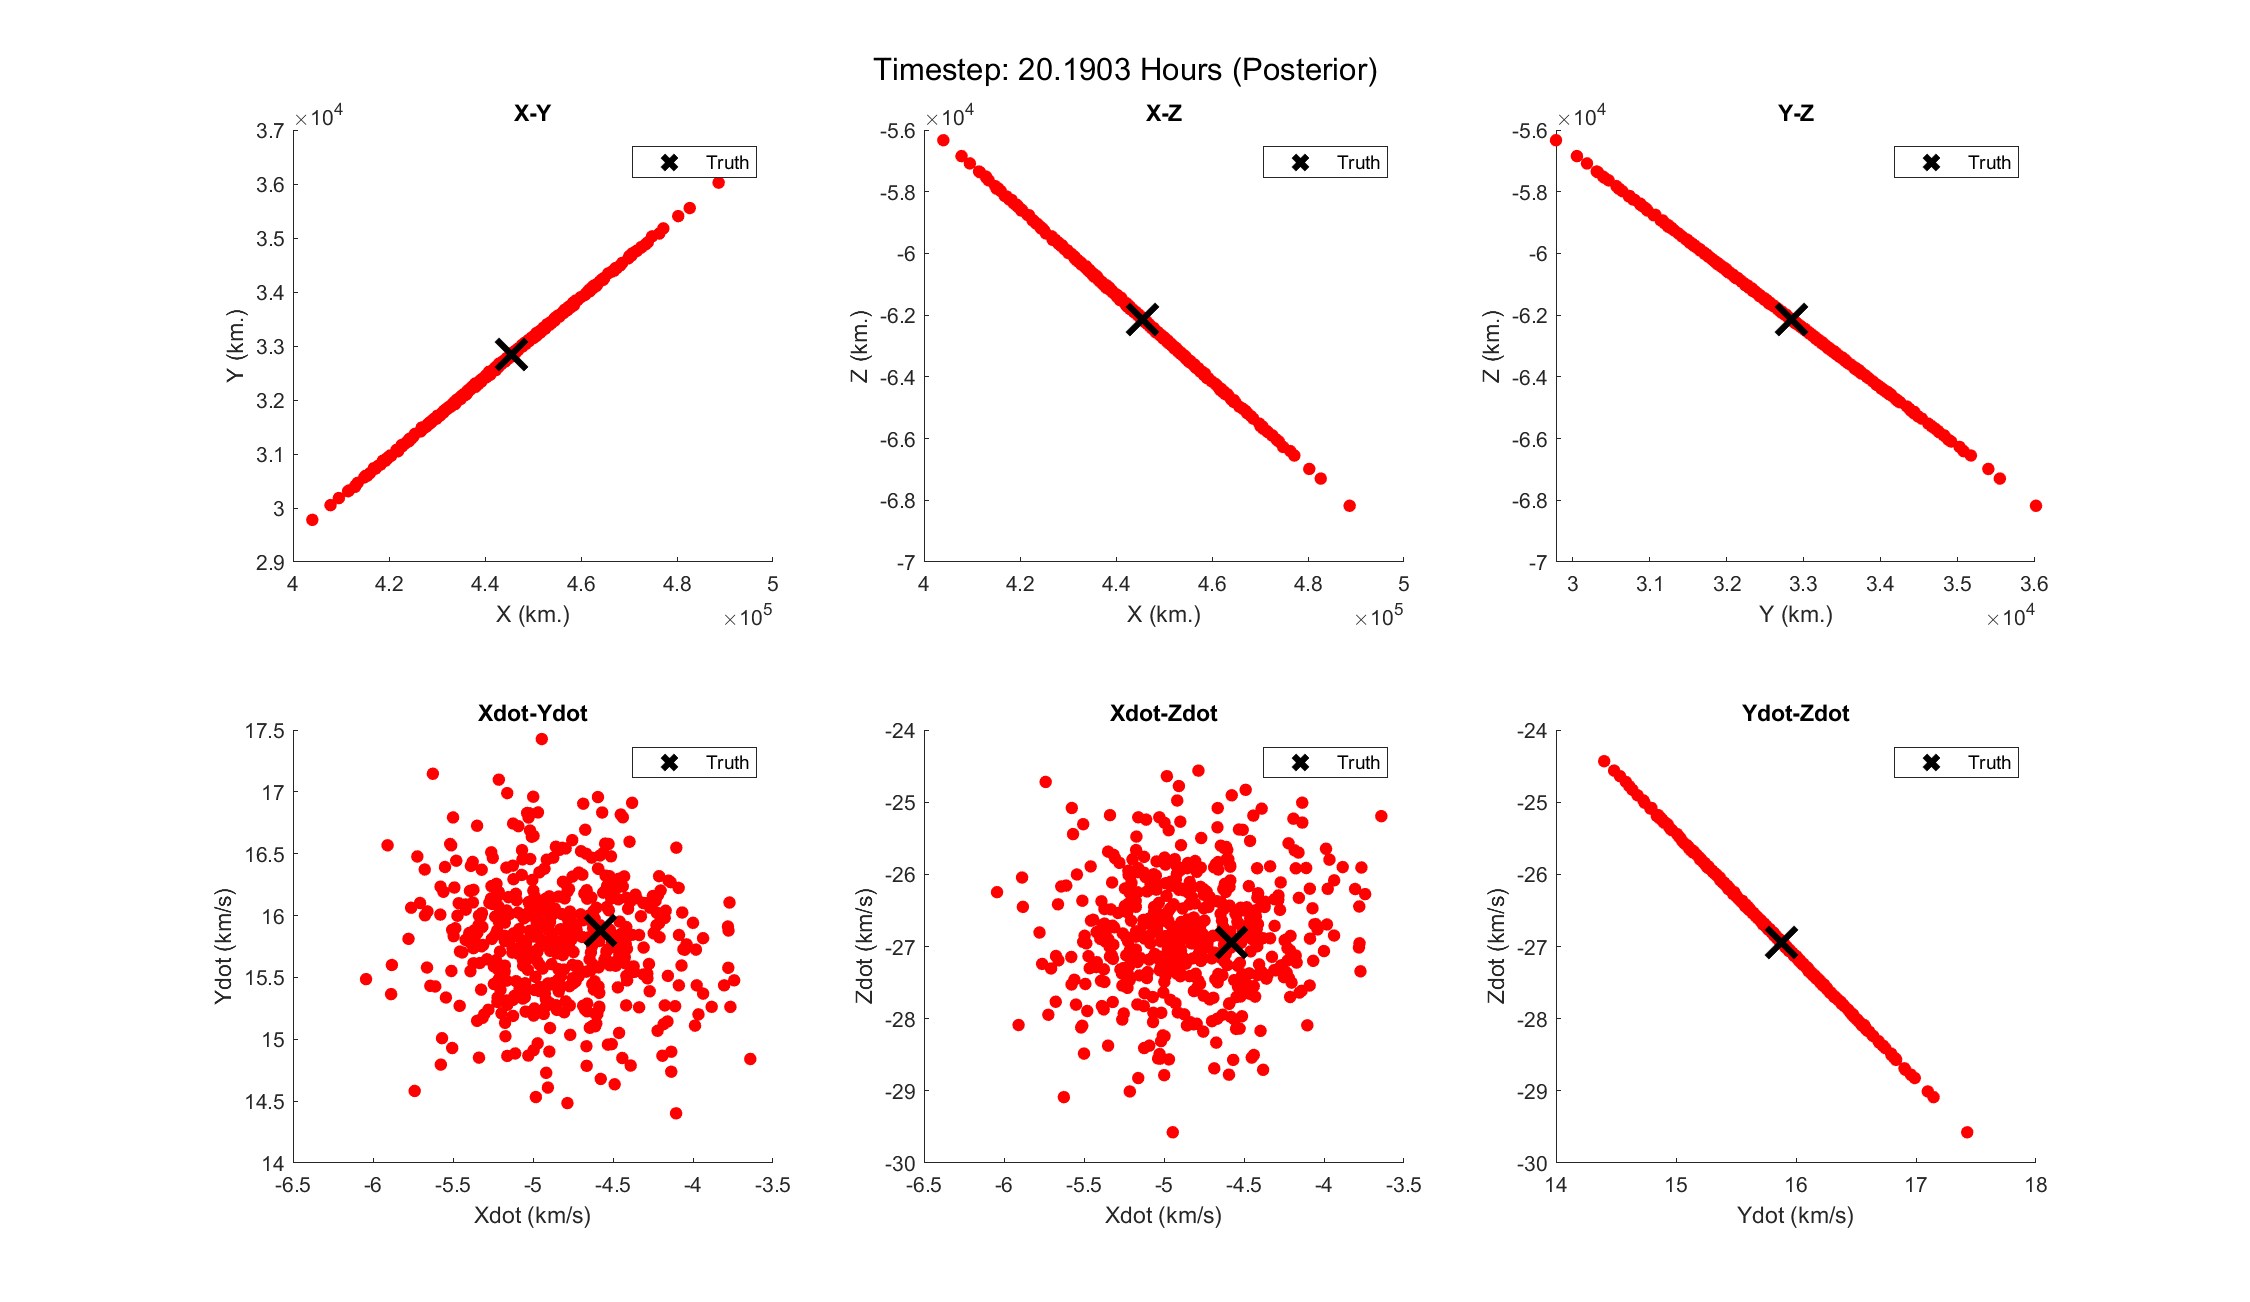 Timestep: 20.1903 Hours (Posterior)
X-Y
×10^4
3.7
3.6
3.5
3.4
3.3
3.2
3.1
3
2.9
Y (km.)
4 4.2 4.4 4.6 4.8 5
X (km.)
×10^5
Truth
X-Z
×10^4
-5.6
-5.8
-6
-6.2
-6.4
-6.6
-6.8
-7
Z (km.)
4 4.2 4.4 4.6 4.8 5
X (km.)
×10^5
Truth
Y-Z
×10^4
-5.6
-5.8
-6
-6.2
-6.4
-6.6
-6.8
-7
Z (km.)
3 3.1 3.2 3.3 3.4 3.5 3.6
Y (km.)
×10^4
Truth
Xdot-Ydot
17.5
17
16.5
16
15.5
15
14.5
14
Ydot (km/s)
-6.5 -6 -5.5 -5 -4.5 -4 -3.5
Xdot (km/s)
Truth
Xdot-Zdot
-24
-25
-26
-27
-28
-29
-30
Zdot (km/s)
-6.5 -6 -5.5 -5 -4.5 -4 -3.5
Xdot (km/s)
Truth
Ydot-Zdot
-24
-25
-26
-27
-28
-29
-30
Zdot (km/s)
14 15 16 17 18
Ydot (km/s)
Truth